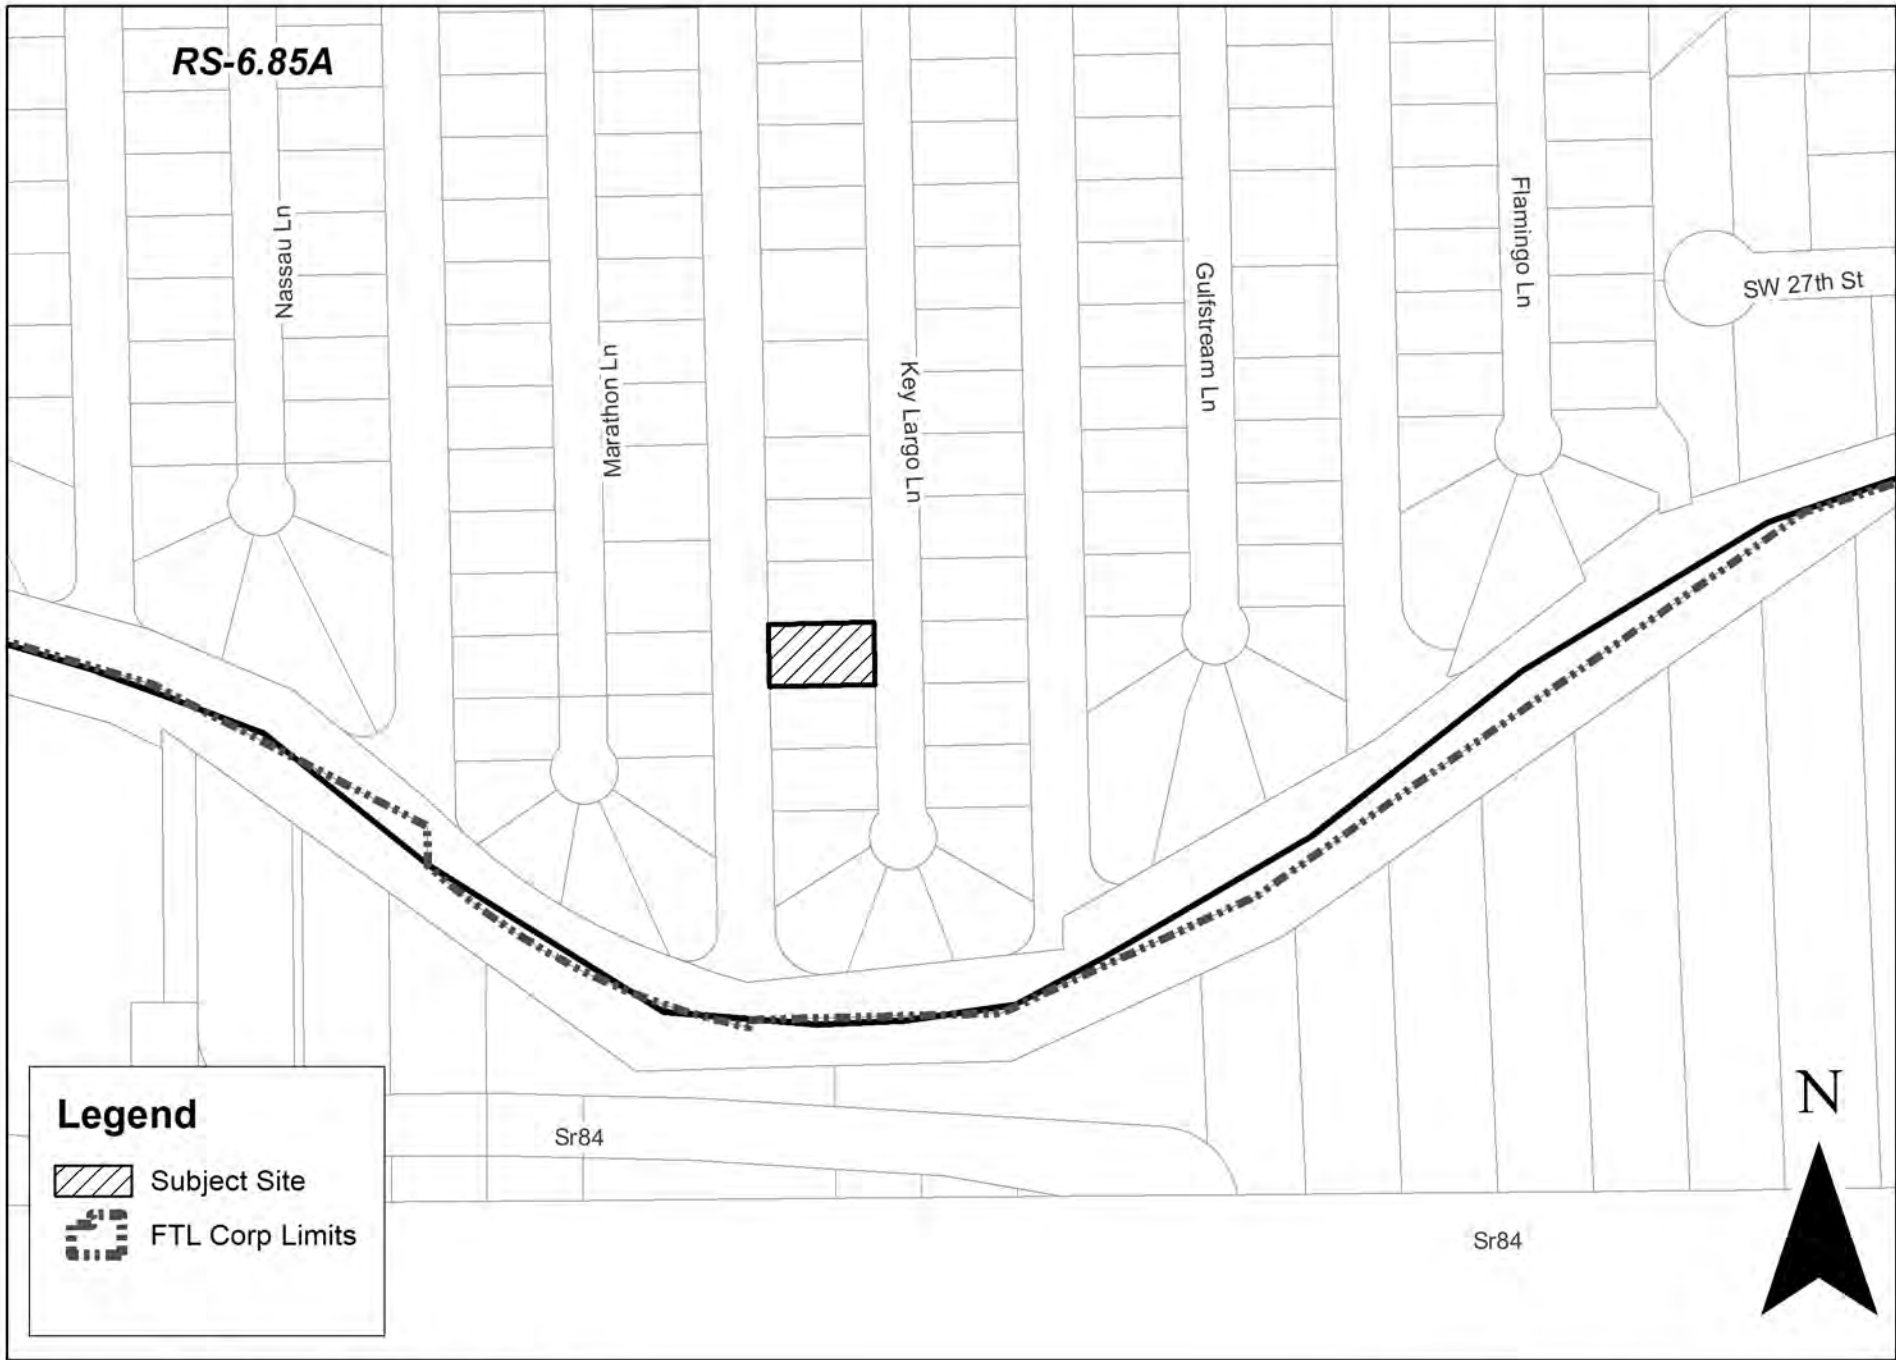 RS-6.85A
Nassau Ln
Marathon Ln
Key Largo Ln
Gulfstream Ln
Flamingo Ln
SW 27th St
N
Legend
Subject Site
FTL Corp Limits
Sr84
Sr84